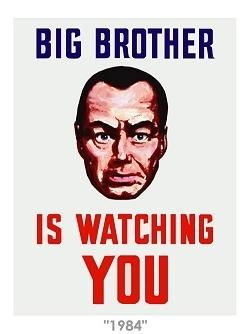 BIG BROTHER
IS WATCHING
YOU
"1984"